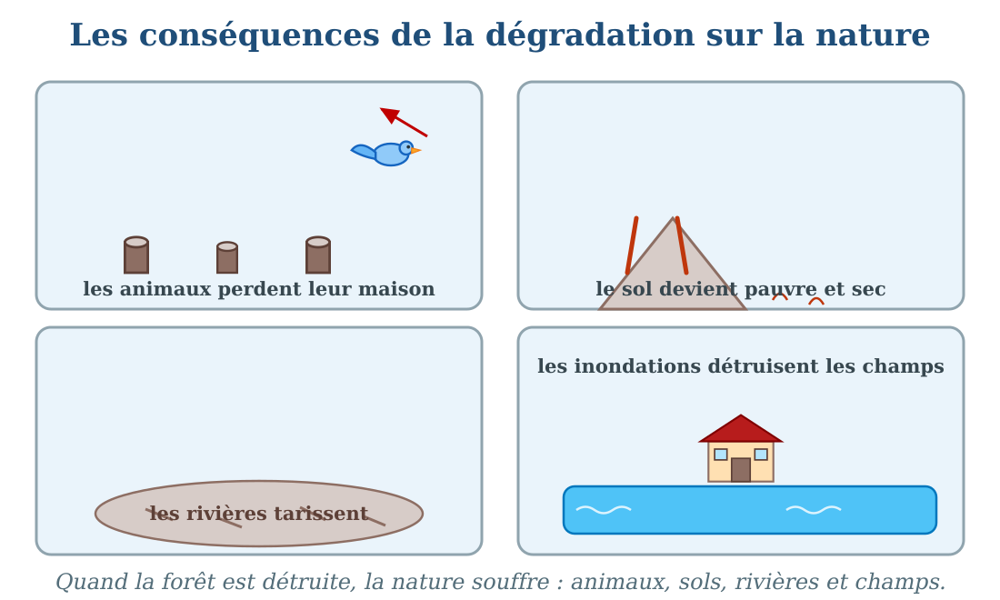 Les conséquences de la dégradation sur la nature
les animaux perdent leur maison
le sol devient pauvre et sec
les rivières tarissent
les inondations détruisent les champs
Quand la forêt est détruite, la nature souffre : animaux, sols, rivières et champs.